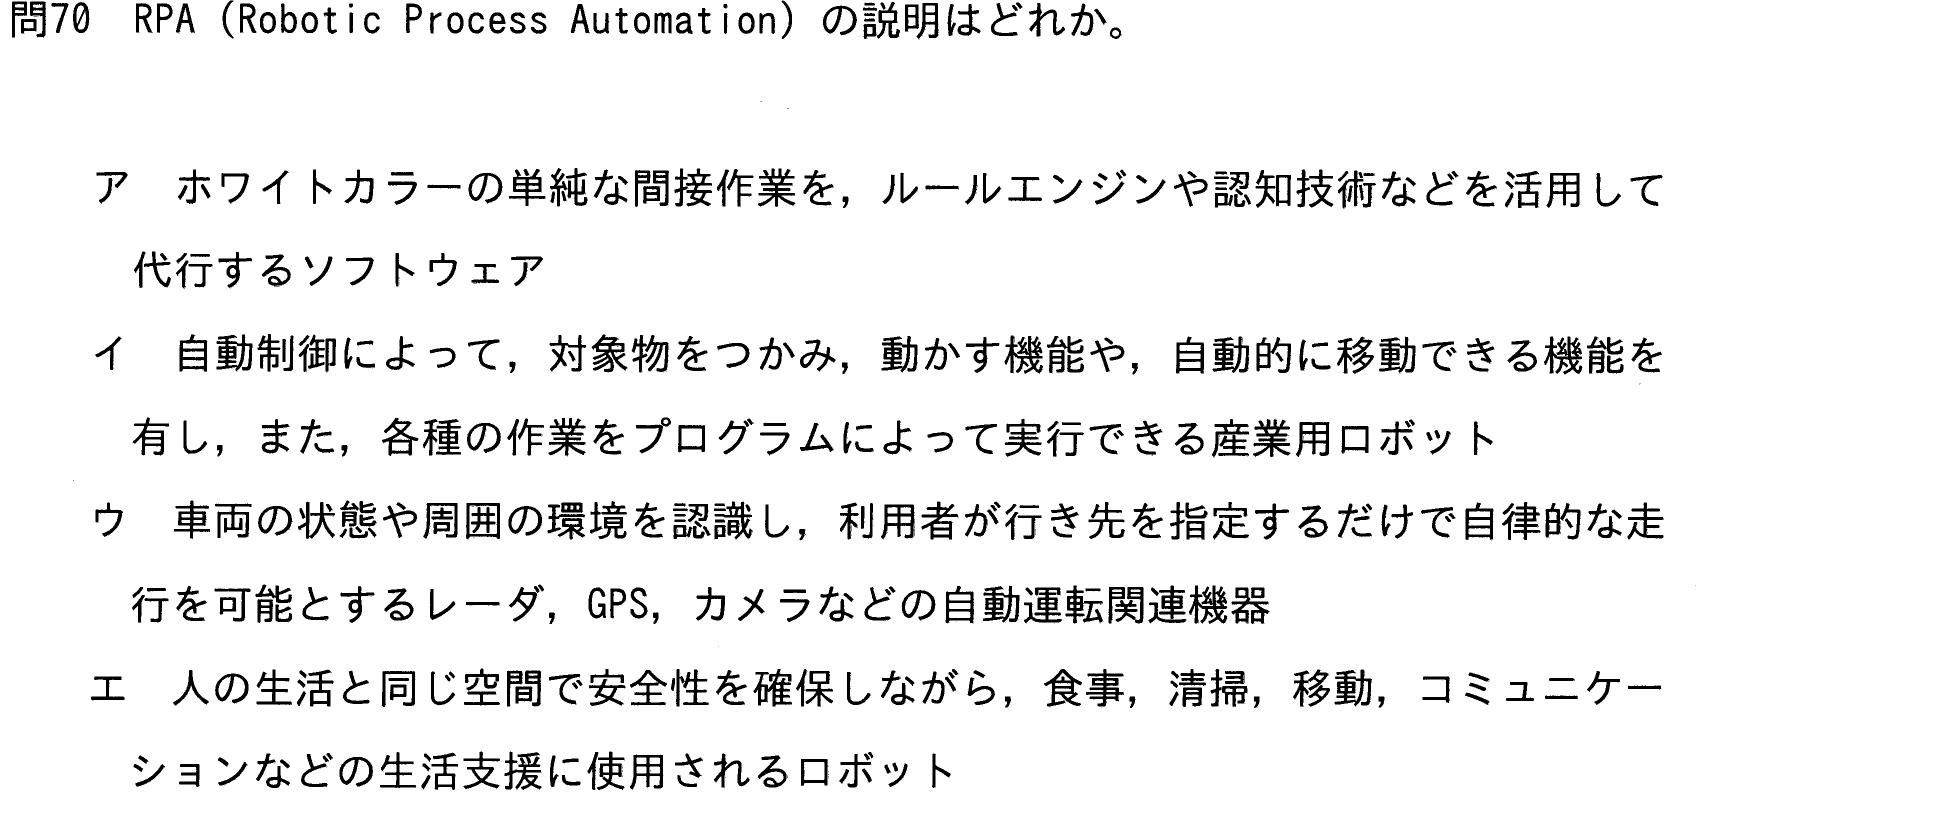 問70　RPA（Robotic Process Automation）の説明はどれか。
ア　ホワイトカラーの単純な間接作業を，ルールエンジンや認知技術などを活用して
代行するソフトウェア
イ　自動制御によって，対象物をつかみ，動かす機能や，自動的に移動できる機能を
有し，また，各種の作業をプログラムによって実行できる産業用ロボット
ウ　車両の状態や周囲の環境を認識し，利用者が行き先を指定するだけで自律的な走
行を可能とするレーダ，GPS，カメラなどの自動運転関連機器
エ　人の生活と同じ空間で安全性を確保しながら，食事，清掃，移動，コミュニケー
ションなどの生活支援に使用されるロボット